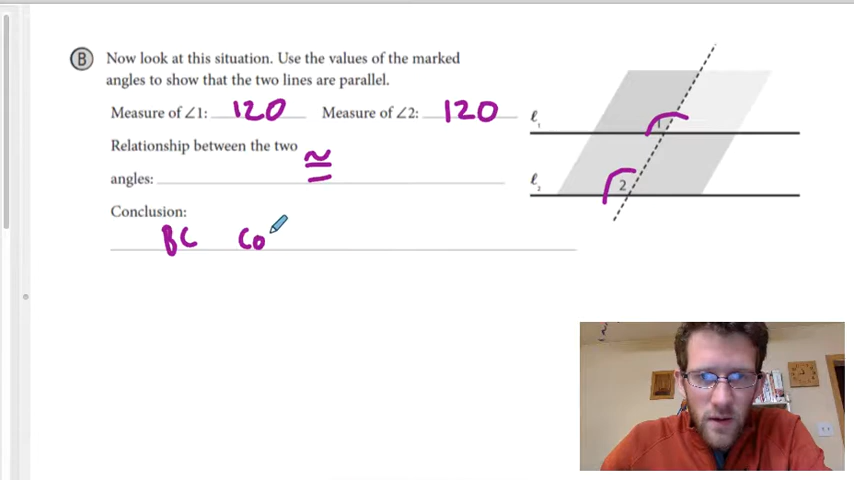 B Now look at this situation. Use the values of the marked
angles to show that the two lines are parallel.
Measure of ∠1: 120 Measure of ∠2: 120
Relationship between the two
angles: ≅
Conclusion:
BC Co
ℓ1
1
ℓ2
2